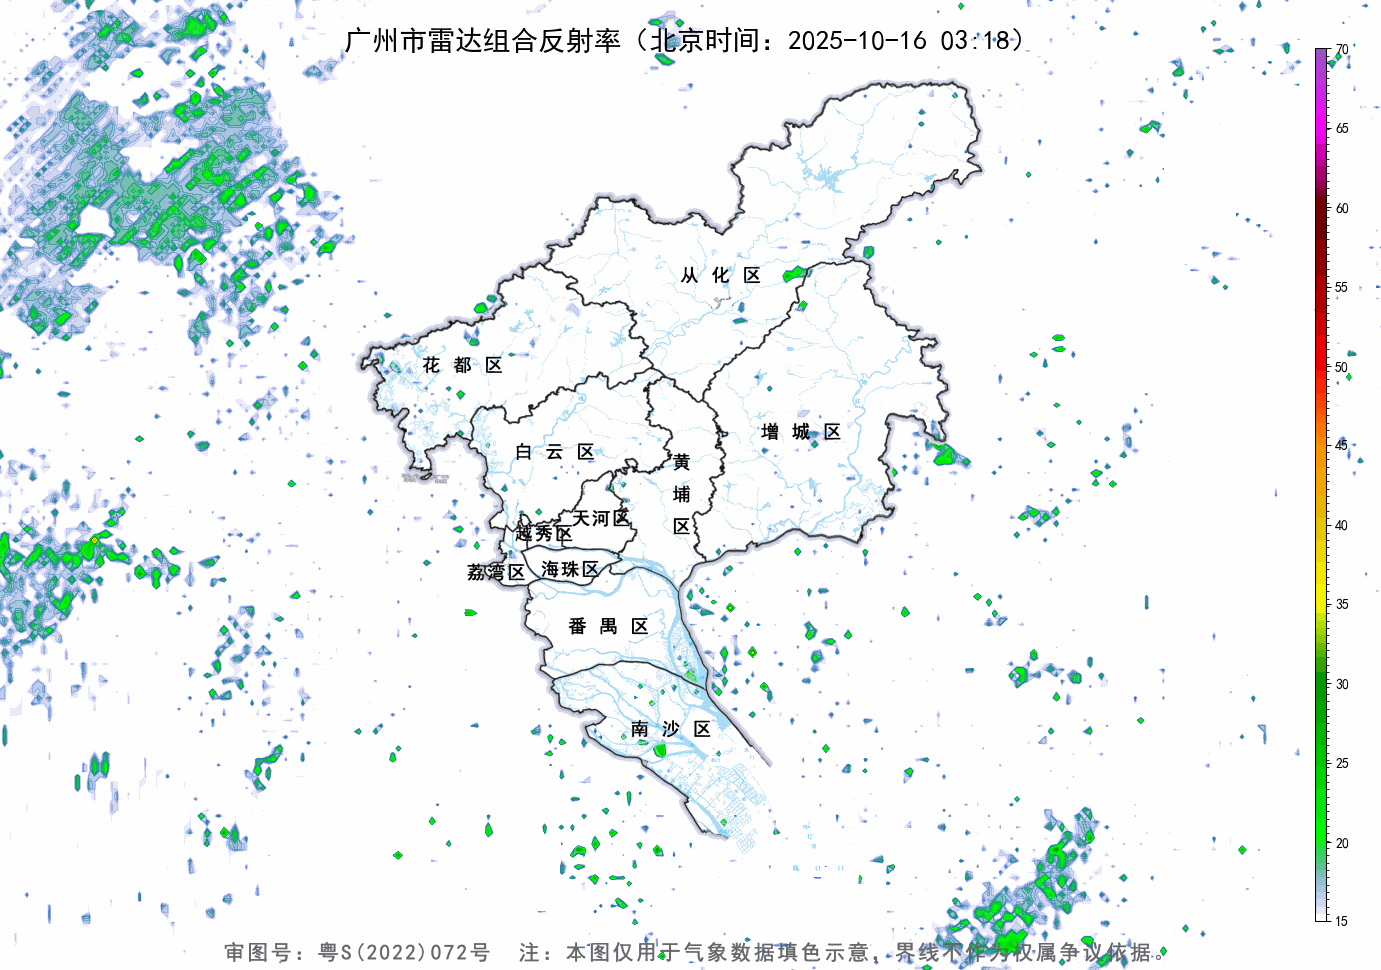 广州市雷达组合反射率（北京时间：2025-10-16 03:18）
70
65
60
55
50
45
40
35
30
25
20
15
从化区
花都区
增城区
白云区
黄埔区
天河区
越秀区
海珠区
荔湾区
番禺区
南沙区
审图号：粤S(2022)072号 注：本图仅用于气象数据填色示意，界线不作为权属争议依据。